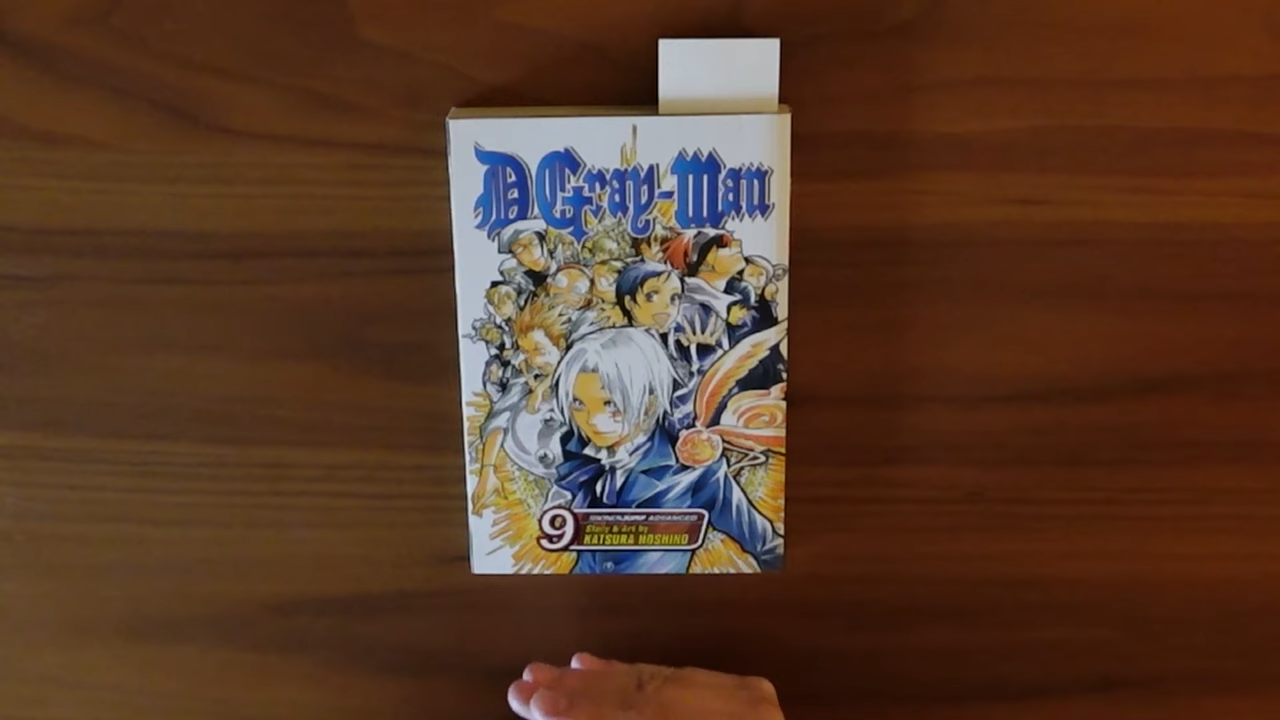 D.Gray-Man
9
SHONEN JUMP ADVANCED
Story & Art by
KATSURA HOSHINO